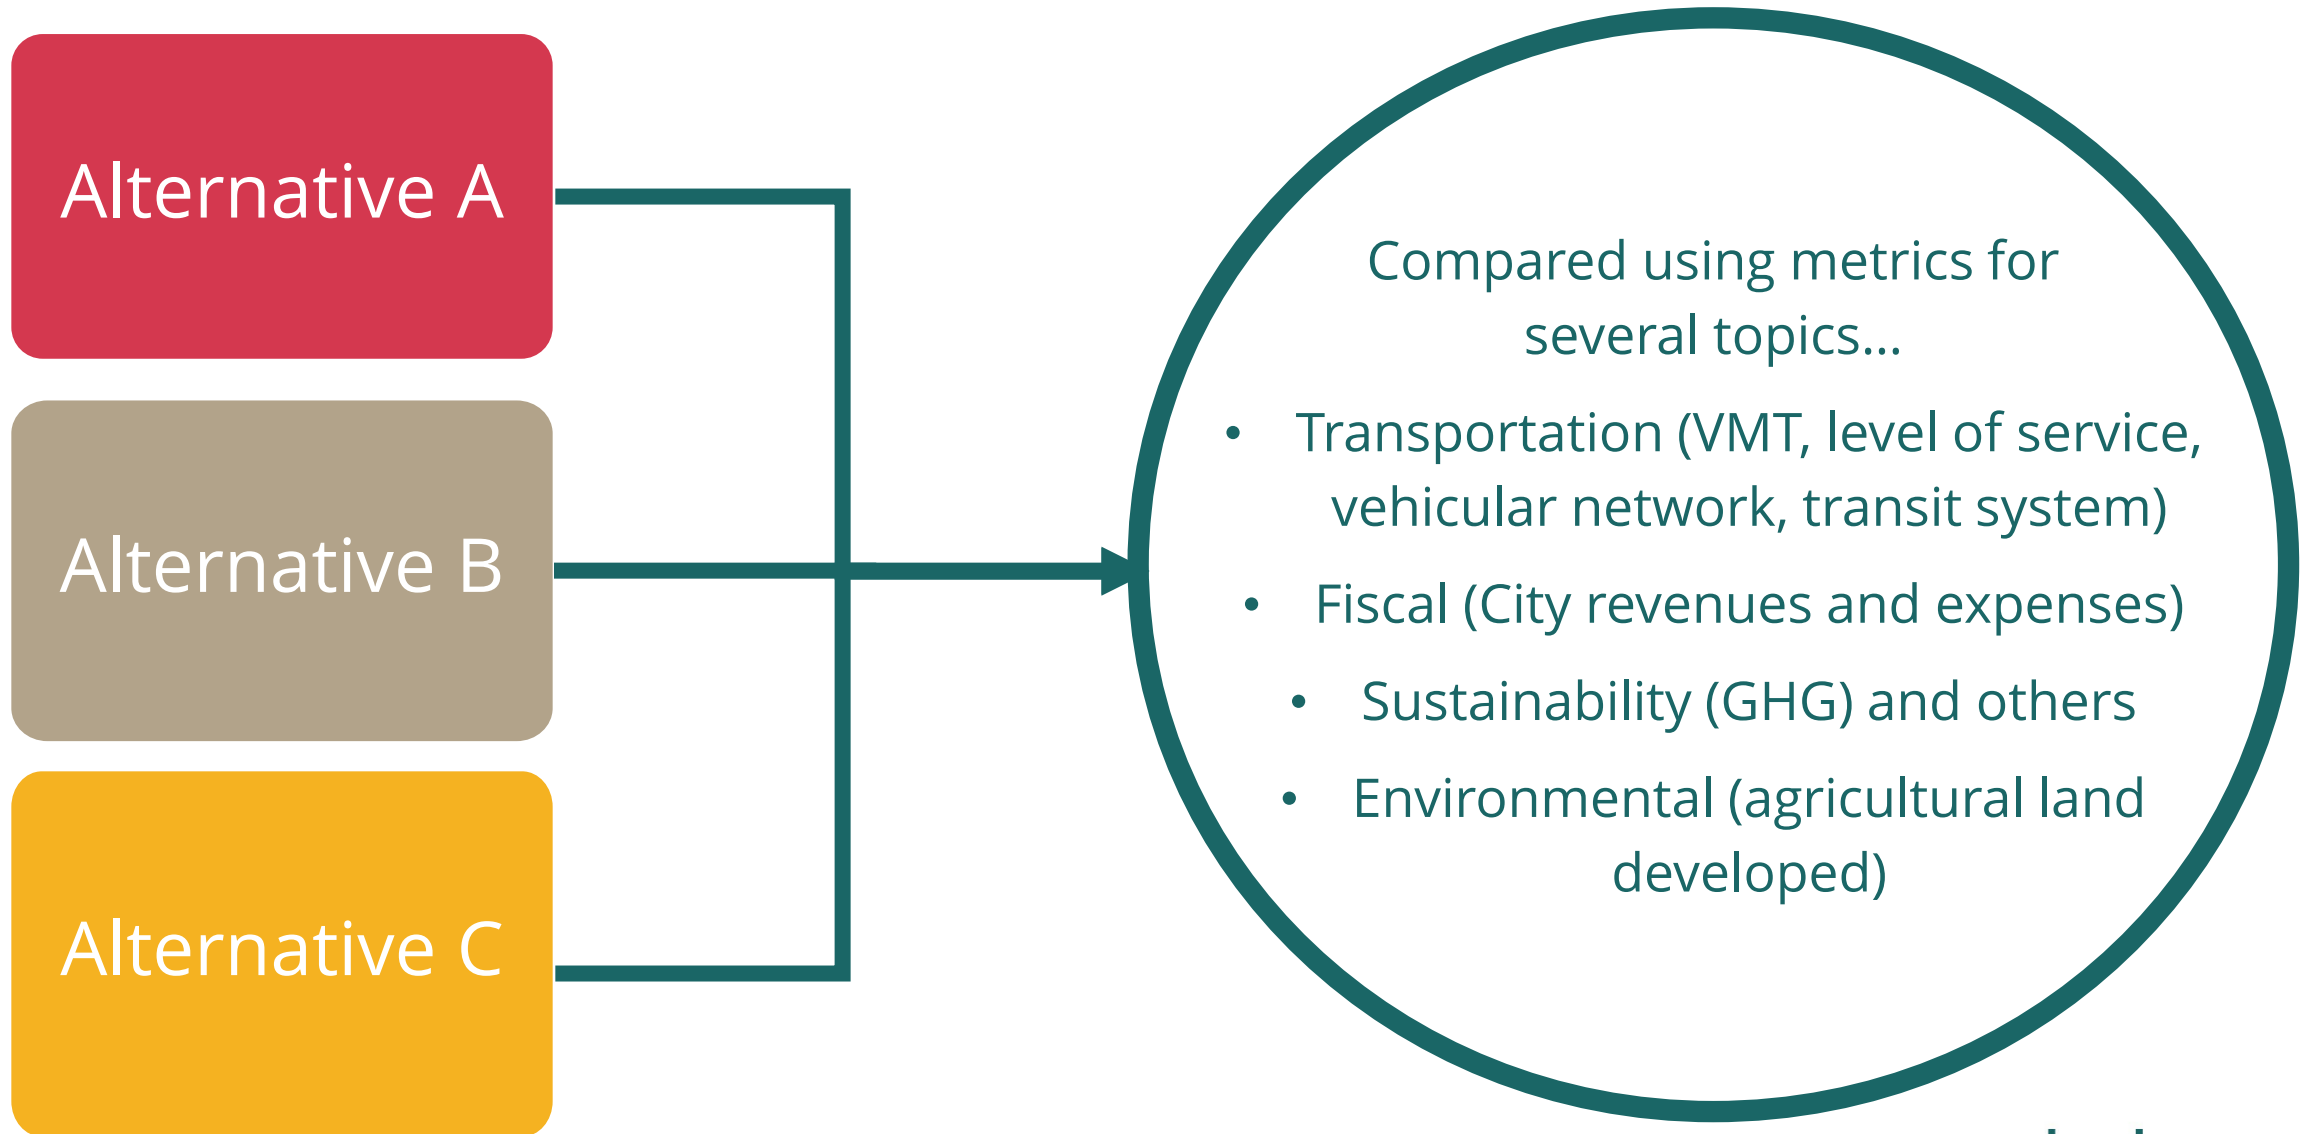 Alternative A
Alternative B
Alternative C
Compared using metrics for
several topics...
• Transportation (VMT, level of service,
vehicular network, transit system)
• Fiscal (City revenues and expenses)
• Sustainability (GHG) and others
• Environmental (agricultural land
developed)